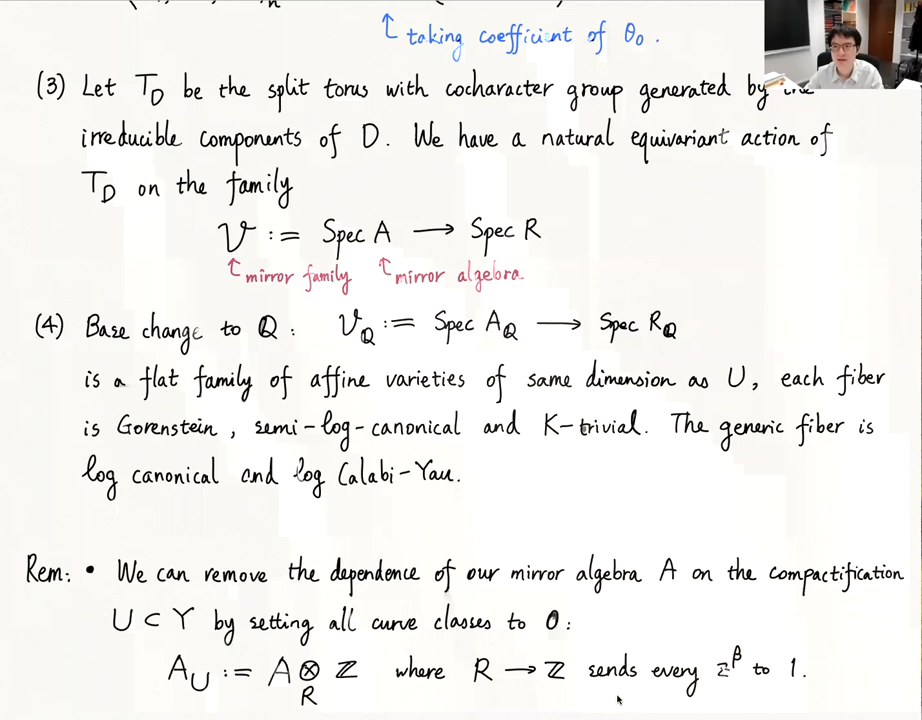 ↑ taking coefficient of θ₀ .
(3) Let T_D be the split torus with cocharacter group generated by the
irreducible components of D. We have a natural equivariant action of
T_D on the family
𝒱 := Spec A → Spec R
↑ mirror family ↑ mirror algebra
(4) Base change to ℚ : 𝒱_ℚ := Spec A_ℚ → Spec R_ℚ
is a flat family of affine varieties of same dimension as U, each fiber
is Gorenstein, semi-log-canonical and K-trivial. The generic fiber is
log canonical and log Calabi-Yau.
Rem: • We can remove the dependence of our mirror algebra A on the compactification
U ⊂ Y by setting all curve classes to 0 :
A_U := A ⊗_R ℤ where R → ℤ sends every z^β to 1.